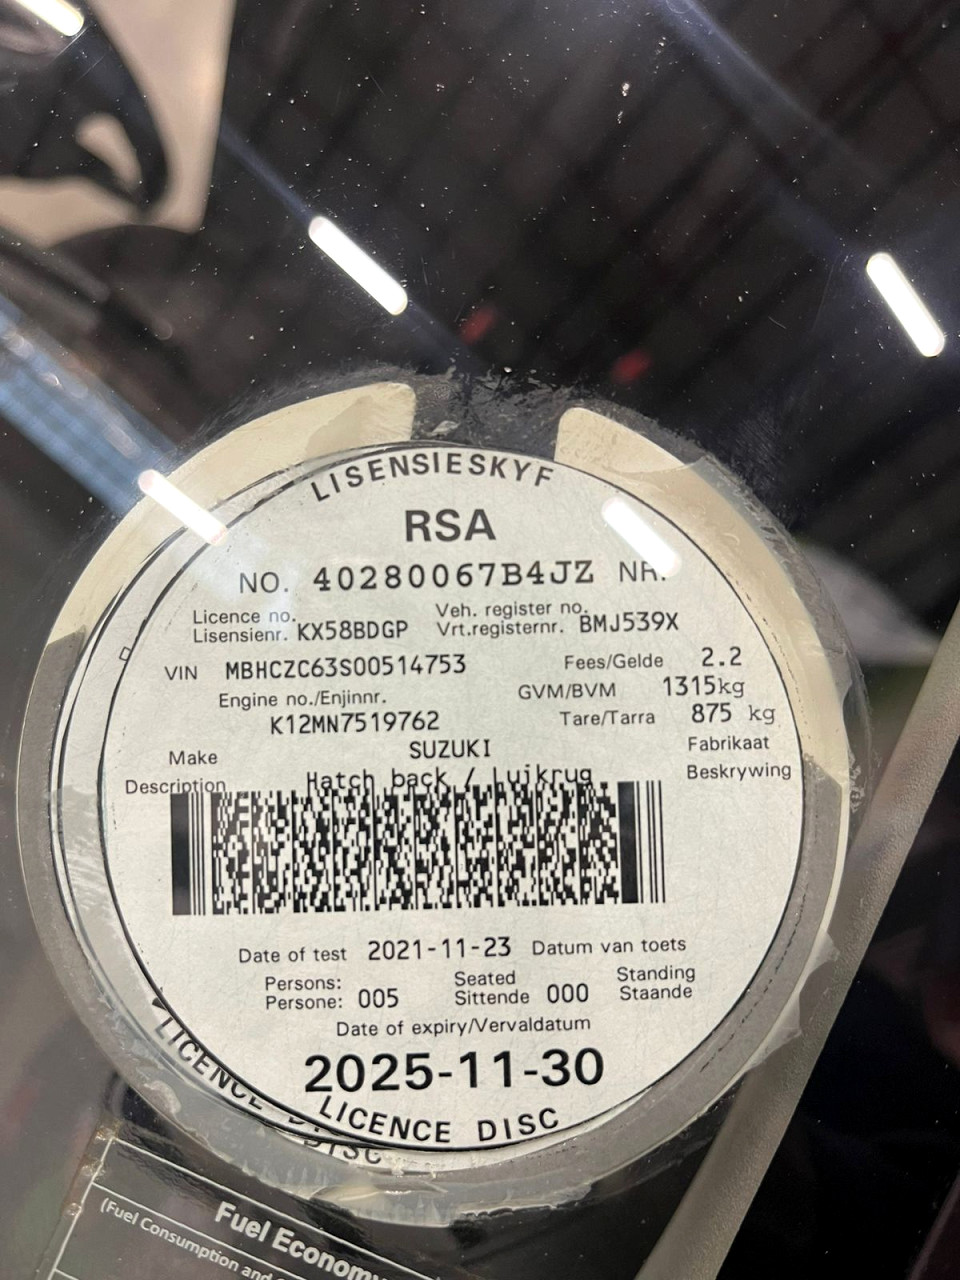 LISENSIESKYF
RSA
NO. 40280067B4JZ NR.
Licence no. Veh. register no.
Lisensienr. KX58BDGP Vrt.registernr. BMJ539X
VIN MBHCZC63S00514753 Fees/Gelde 2.2
Engine no./Enjinnr. GVM/BVM 1315kg
K12MN7519762 Tare/Tarra 875 kg
Make SUZUKI Fabrikaat
Description Hatch back / Luikrug Beskrywing
Date of test 2021-11-23 Datum van toets
Persons: Seated Standing
Persone: 005 Sittende 000 Staande
Date of expiry/Vervaldatum
2025-11-30
LICENCE DISC
LICENCE DISC
Fuel Economy
(Fuel Consumption and